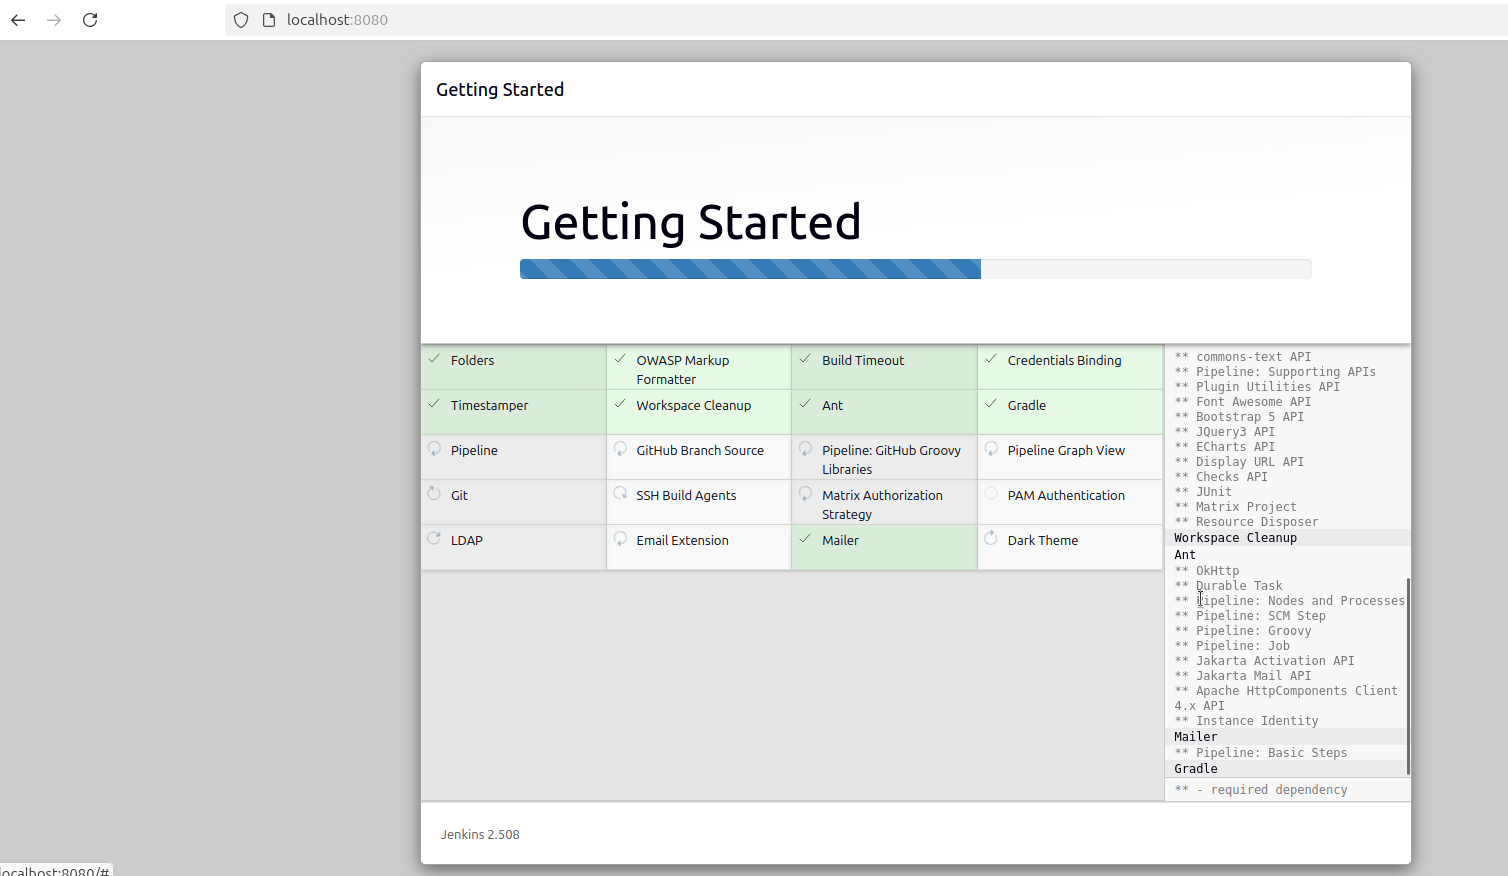 localhost:8080
Getting Started
Getting Started
Folders
OWASP Markup
Formatter
Build Timeout
Credentials Binding
Timestamper
Workspace Cleanup
Ant
Gradle
Pipeline
GitHub Branch Source
Pipeline: GitHub Groovy
Libraries
Pipeline Graph View
Git
SSH Build Agents
Matrix Authorization
Strategy
PAM Authentication
LDAP
Email Extension
Mailer
Dark Theme
** commons-text API
** Pipeline: Supporting APIs
** Plugin Utilities API
** Font Awesome API
** Bootstrap 5 API
** JQuery3 API
** ECharts API
** Display URL API
** Checks API
** JUnit
** Matrix Project
** Resource Disposer
Workspace Cleanup
Ant
** OkHttp
** Durable Task
** Pipeline: Nodes and Processes
** Pipeline: SCM Step
** Pipeline: Groovy
** Pipeline: Job
** Jakarta Activation API
** Jakarta Mail API
** Apache HttpComponents Client
4.x API
** Instance Identity
Mailer
** Pipeline: Basic Steps
Gradle
** - required dependency
Jenkins 2.508
localhost:8080/#